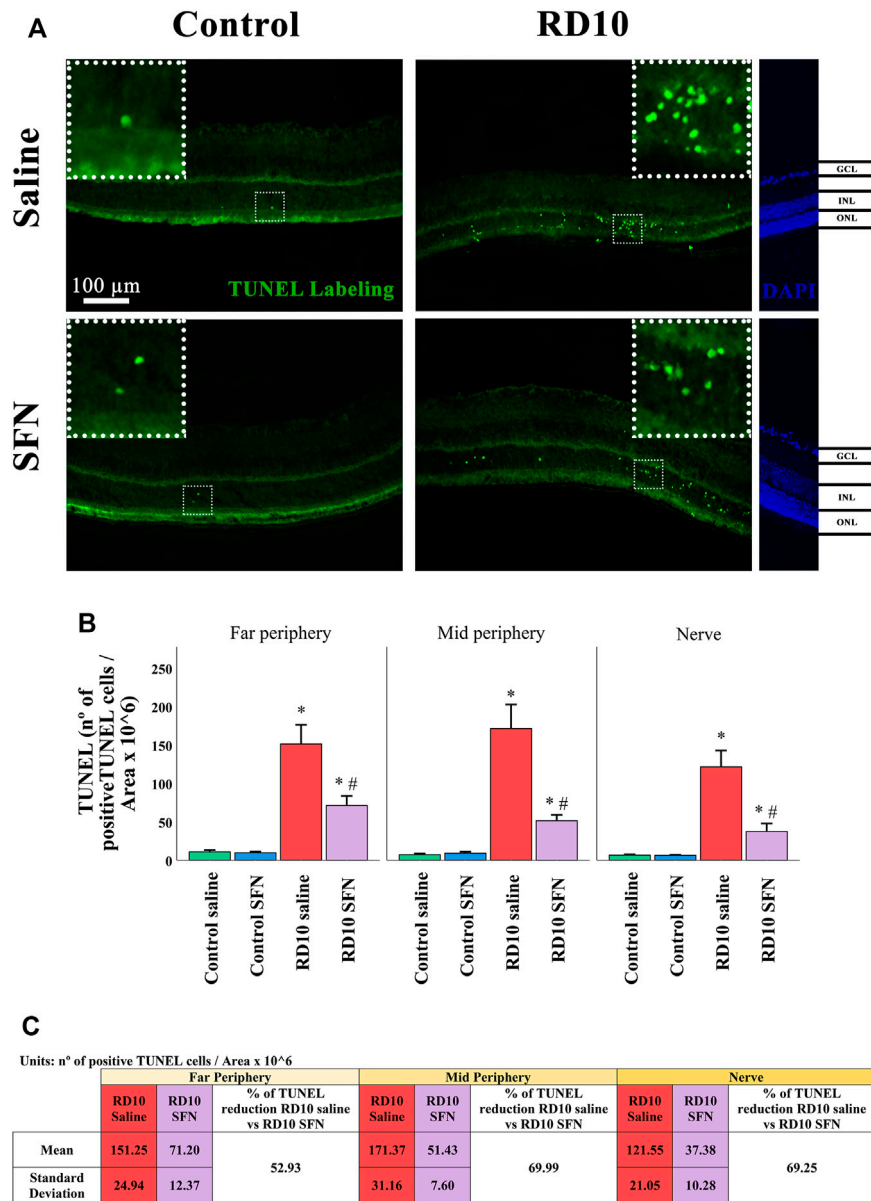 A
Control
RD10
Saline
100 µm
TUNEL Labeling
DAPI
GCL
INL
ONL
SFN
GCL
INL
ONL
B
Far periphery
Mid periphery
Nerve
TUNEL (nº of
positiveTUNEL cells /
Area x 10^6)
250
200
150
100
50
0
*
* #
*
* #
*
* #
Control saline
Control SFN
RD10 saline
RD10 SFN
Control saline
Control SFN
RD10 saline
RD10 SFN
Control saline
Control SFN
RD10 saline
RD10 SFN
C
Units: nº of positive TUNEL cells / Area x 10^6
Far Periphery Mid Periphery Nerve
RD10 Saline RD10 SFN % of TUNEL reduction RD10 saline vs RD10 SFN RD10 Saline RD10 SFN % of TUNEL reduction RD10 saline vs RD10 SFN RD10 Saline RD10 SFN % of TUNEL reduction RD10 saline vs RD10 SFN
Mean 151.25 71.20 52.93 171.37 51.43 69.99 121.55 37.38 69.25
Standard Deviation 24.94 12.37 31.16 7.60 21.05 10.28